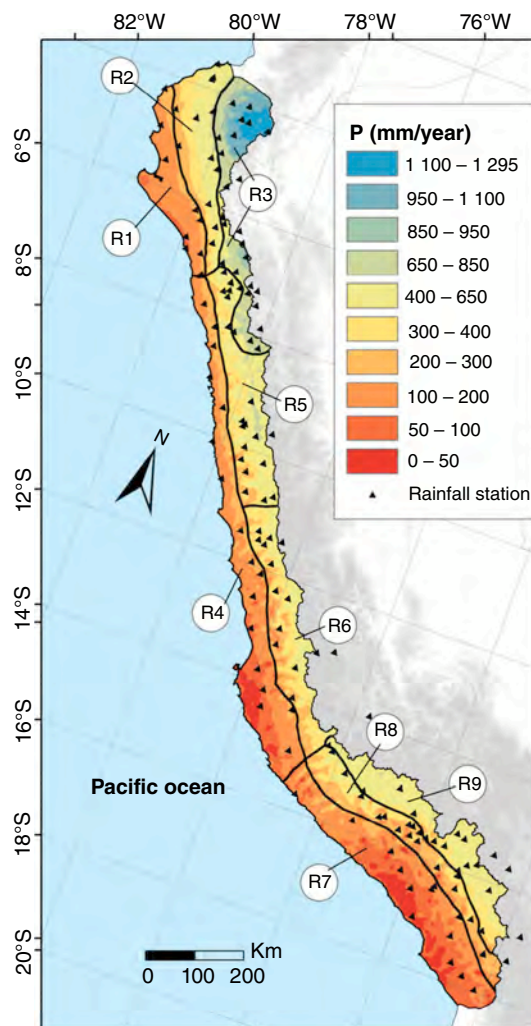 82°W
80°W
78°W
76°W
6°S
8°S
10°S
12°S
14°S
16°S
18°S
20°S
R2
R3
R1
R5
R4
R6
R8
R9
R7
N
P (mm/year)
1 100 – 1 295
950 – 1 100
850 – 950
650 – 850
400 – 650
300 – 400
200 – 300
100 – 200
50 – 100
0 – 50
Rainfall station
Pacific ocean
Km
0 100 200